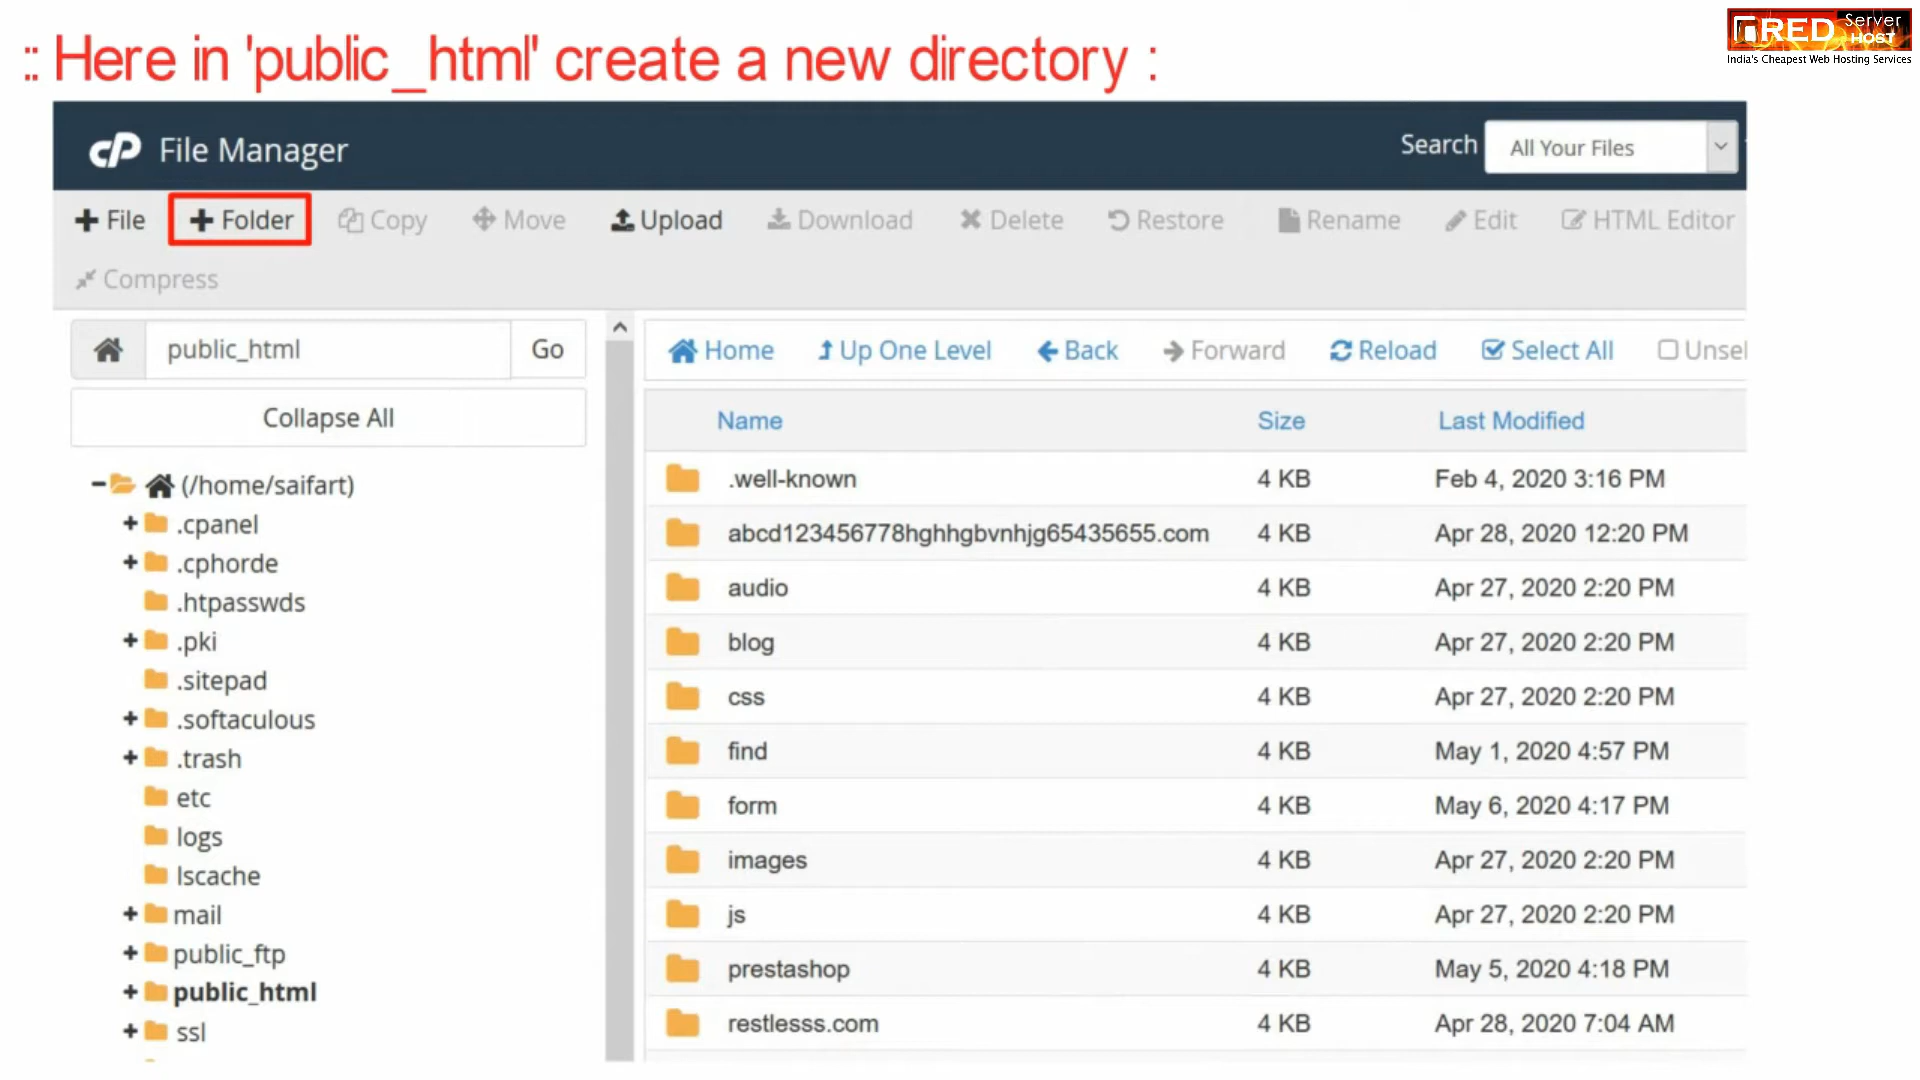 :: Here in 'public_html' create a new directory :
RED Server HOST
India's Cheapest Web Hosting Services
cP File Manager
Search All Your Files
File Folder Copy Move Upload Download Delete Restore Rename Edit HTML Editor
Compress
public_html Go
Home Up One Level Back Forward Reload Select All Unsel
Collapse All
Name Size Last Modified
(/home/saifart)
.cpanel
.cphorde
.htpasswds
.pki
.sitepad
.softaculous
.trash
etc
logs
lscache
mail
public_ftp
public_html
ssl
.well-known 4 KB Feb 4, 2020 3:16 PM
abcd123456778hghhgbvnhjg65435655.com 4 KB Apr 28, 2020 12:20 PM
audio 4 KB Apr 27, 2020 2:20 PM
blog 4 KB Apr 27, 2020 2:20 PM
css 4 KB Apr 27, 2020 2:20 PM
find 4 KB May 1, 2020 4:57 PM
form 4 KB May 6, 2020 4:17 PM
images 4 KB Apr 27, 2020 2:20 PM
js 4 KB Apr 27, 2020 2:20 PM
prestashop 4 KB May 5, 2020 4:18 PM
restlesss.com 4 KB Apr 28, 2020 7:04 AM